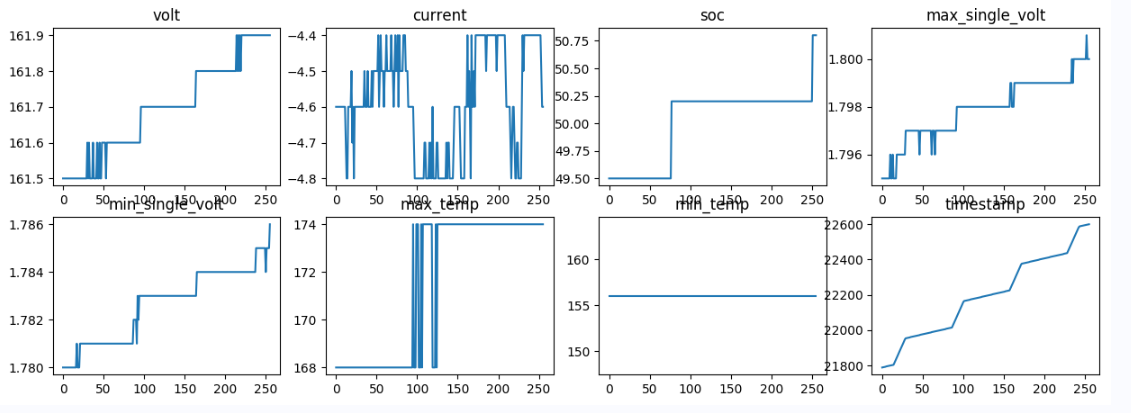 volt current soc max_single_volt
161.9 −4.4 50.75 1.800
161.8 −4.5 50.50
161.7 −4.6 50.25 1.798
50.00
161.6 −4.7 49.75 1.796
161.5 −4.8 49.50
0 50 100 150 200 250 0 50 100 150 200 250 0 50 100 150 200 250 0 50 100 150 200 250
min_single_volt max_temp min_temp timestamp
1.786 174 22600
1.784 172 160 22400
1.782 170 155 22200
22000
1.780 168 150 21800
0 50 100 150 200 250 0 50 100 150 200 250 0 50 100 150 200 250 0 50 100 150 200 250